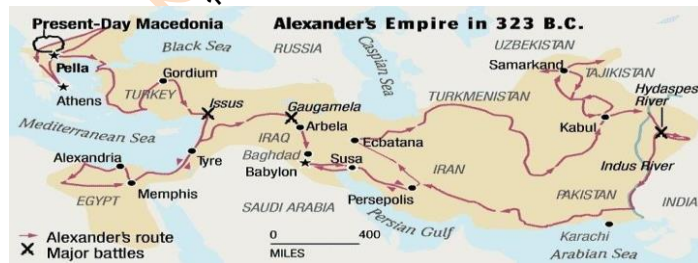 Present-Day Macedonia
Alexander's Empire in 323 B.C.
Black Sea
RUSSIA
Caspian Sea
UZBEKISTAN
Samarkand
TAJIKISTAN
Pella
Gordium
Hydaspes
River
Athens
TURKEY
Issus
Gaugamela
TURKMENISTAN
Mediterranean Sea
Arbela
Ecbatana
Kabul
IRAQ
Alexandria
Tyre
Baghdad
Susa
Indus River
Babylon
IRAN
Memphis
EGYPT
Persepolis
PAKISTAN
SAUDI ARABIA
Persian Gulf
INDIA
Alexander's route
0 400
Karachi
Major battles
MILES
Arabian Sea